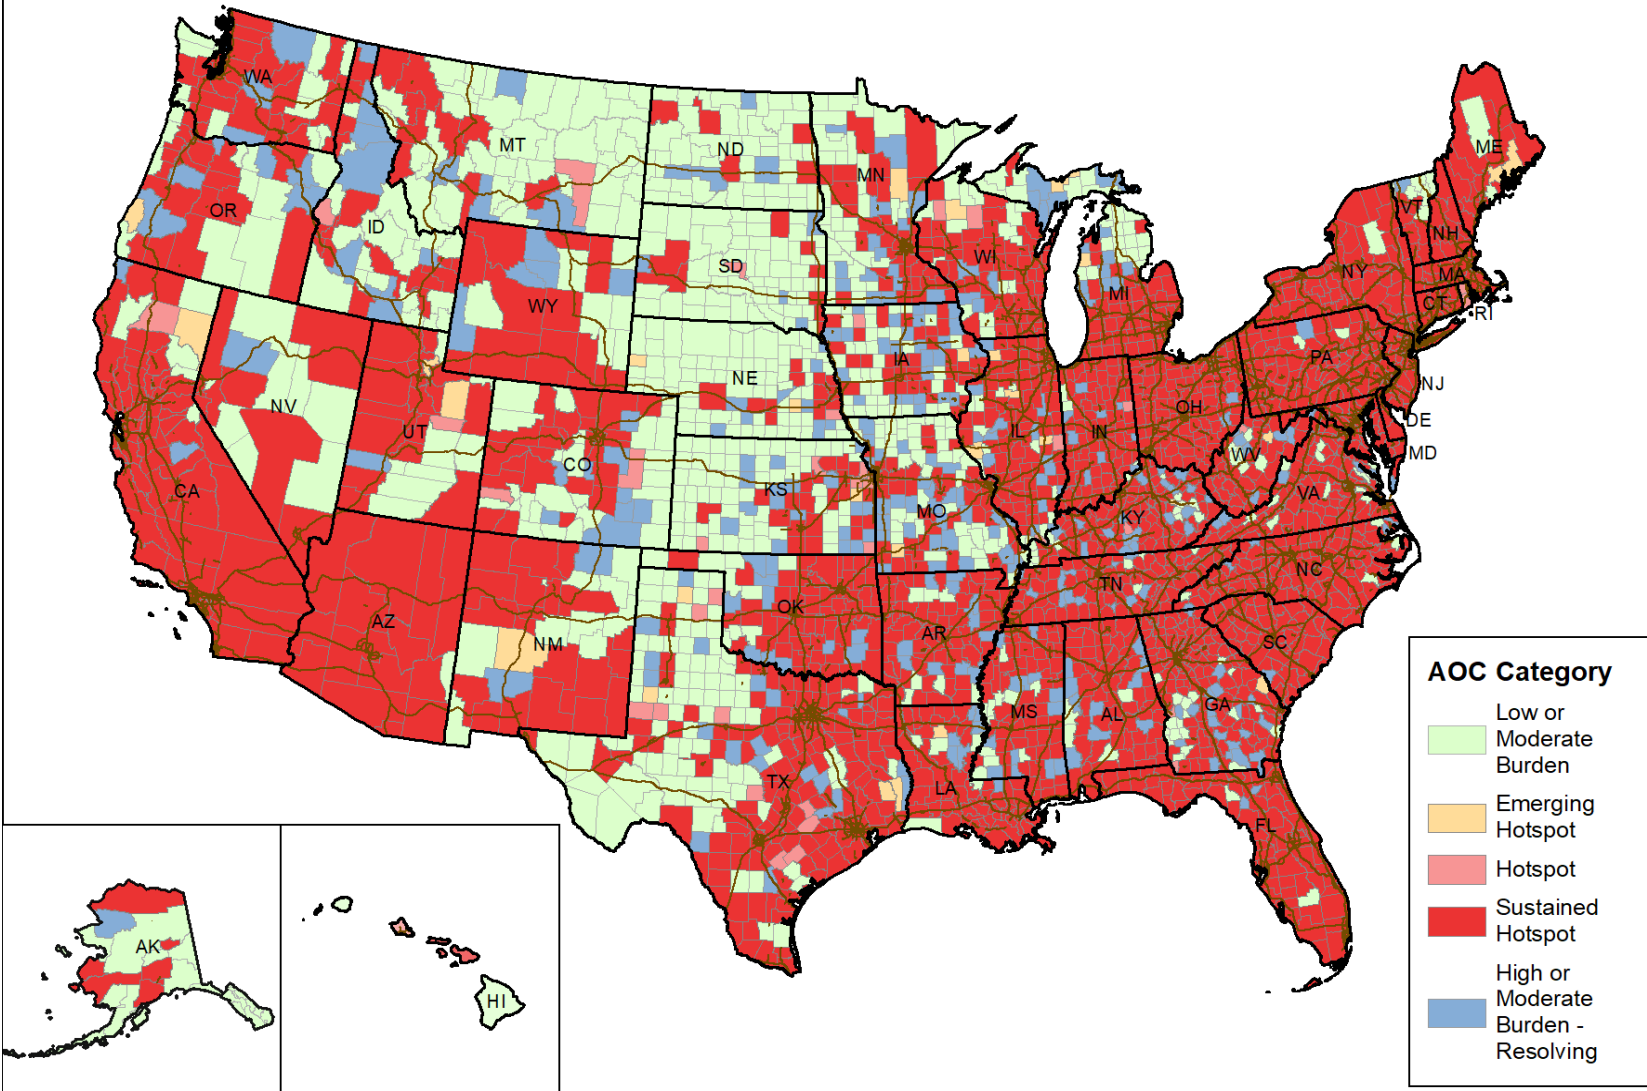 WA
MT
ND
MN
ME
OR
ID
SD
WI
MI
VT
NH
NY
MA
CT
RI
WY
IA
NE
PA
NJ
NV
UT
CO
IL
IN
OH
DE
MD
WV
CA
KS
MO
KY
VA
AZ
NM
OK
AR
TN
NC
SC
MS
AL
GA
TX
LA
FL
AK
HI
AOC Category
Low or
Moderate
Burden
Emerging
Hotspot
Hotspot
Sustained
Hotspot
High or
Moderate
Burden -
Resolving